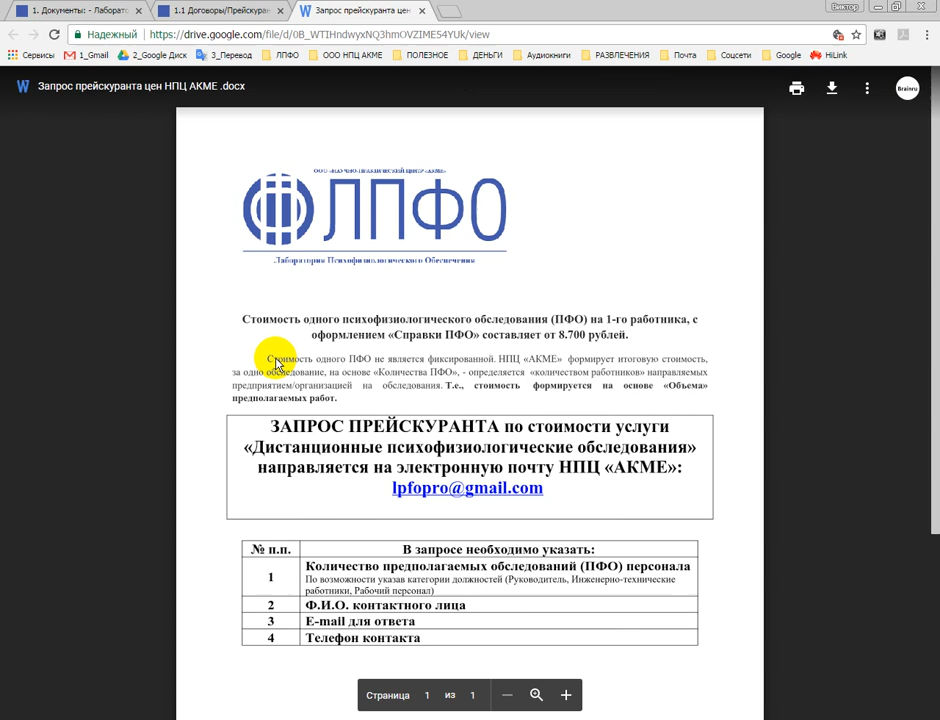 1. Документы: - Лаборато
1.1 Договоры/Прейскуран
Запрос прейскуранта цен
Виктор
Надежный
https://drive.google.com/file/d/0B_WTIHndwyxNQ3hmOVZIME54YUk/view
Сервисы
1_Gmail
2_Google Диск
3_Перевод
ЛПФО
ООО НПЦ АКМЕ
ПОЛЕЗНОЕ
ДЕНЬГИ
Аудиокниги
РАЗВЛЕЧЕНИЯ
Почта
Соцсети
Google
HiLink
W Запрос прейскуранта цен НПЦ АКМЕ .docx
Brainru
ООО «НАУЧНО-ПРАКТИЧЕСКИЙ ЦЕНТР «АКМЕ»
ЛПФО
Лаборатория Психофизиологического Обеспечения
Стоимость одного психофизиологического обследования (ПФО) на 1-го работника, с
оформлением «Справки ПФО» составляет от 8.700 рублей.
Стоимость одного ПФО не является фиксированной. НПЦ «АКМЕ» формирует итоговую стоимость,
за одно обследование, на основе «Количества ПФО», - определяется «количеством работников» направляемых
предприятием/организацией на обследования. Т.е., стоимость формируется на основе «Объема»
предполагаемых работ.
ЗАПРОС ПРЕЙСКУРАНТА по стоимости услуги
«Дистанционные психофизиологические обследования»
направляется на электронную почту НПЦ «АКМЕ»:
lpfopro@gmail.com
№ п.п. В запросе необходимо указать:
1 Количество предполагаемых обследований (ПФО) персонала
По возможности указав категории должностей (Руководитель, Инженерно-технические
работники, Рабочий персонал)
2 Ф.И.О. контактного лица
3 E-mail для ответа
4 Телефон контакта
Страница 1 из 1